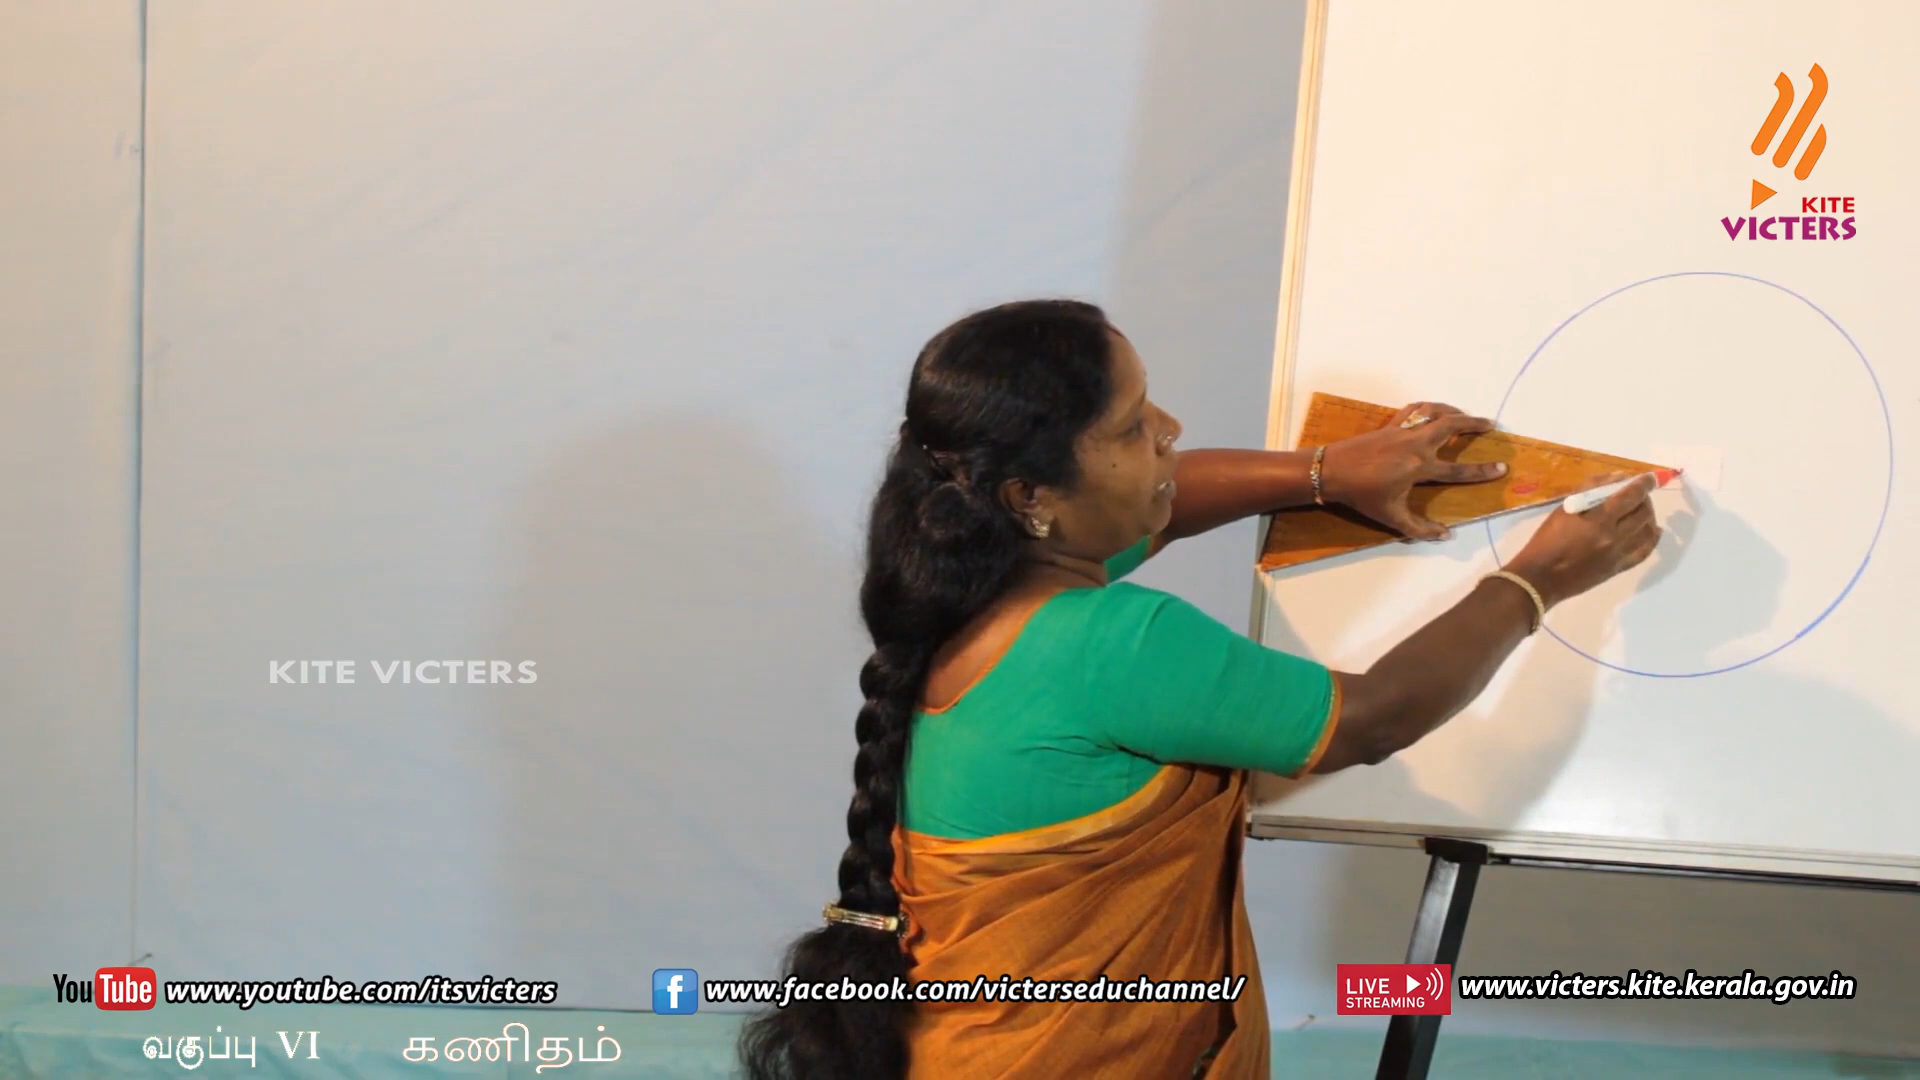 KITE
VICTERS
KITE VICTERS
YouTube www.youtube.com/itsvicters
f www.facebook.com/victerseduchannel/
LIVE STREAMING www.victers.kite.kerala.gov.in
வகுப்பு VI கணிதம்